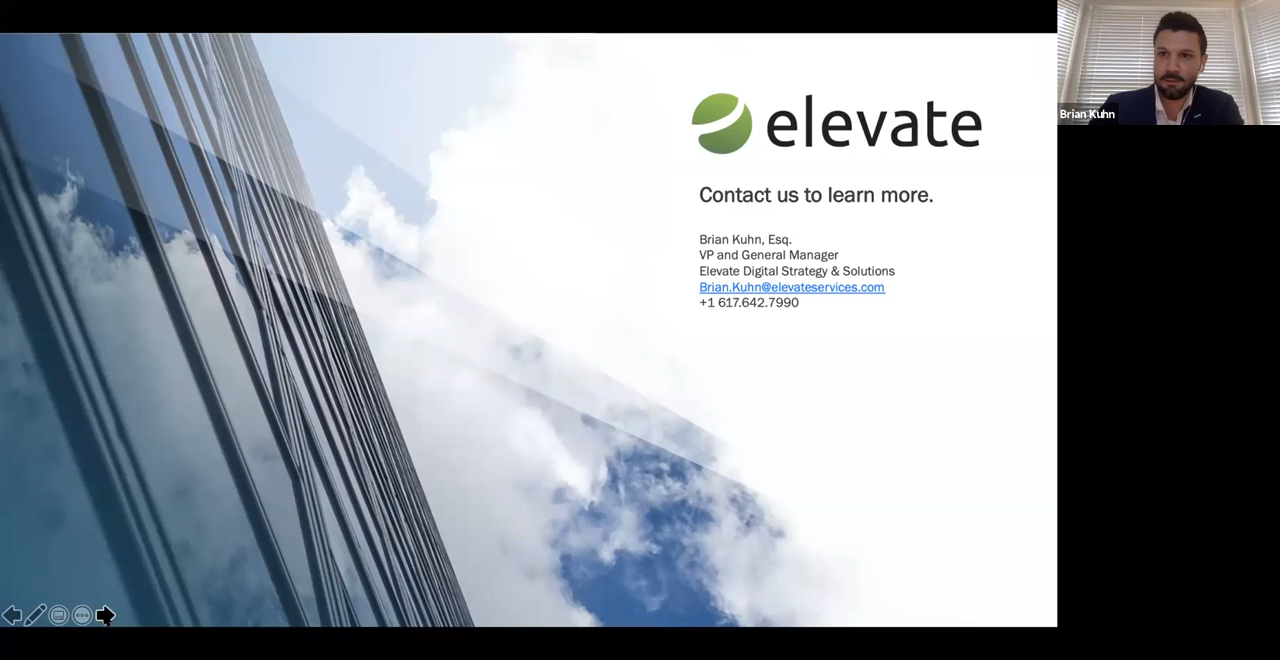 elevate
Contact us to learn more.
Brian Kuhn, Esq.
VP and General Manager
Elevate Digital Strategy & Solutions
Brian.Kuhn@elevateservices.com
+1 617.642.7990
Brian Kuhn